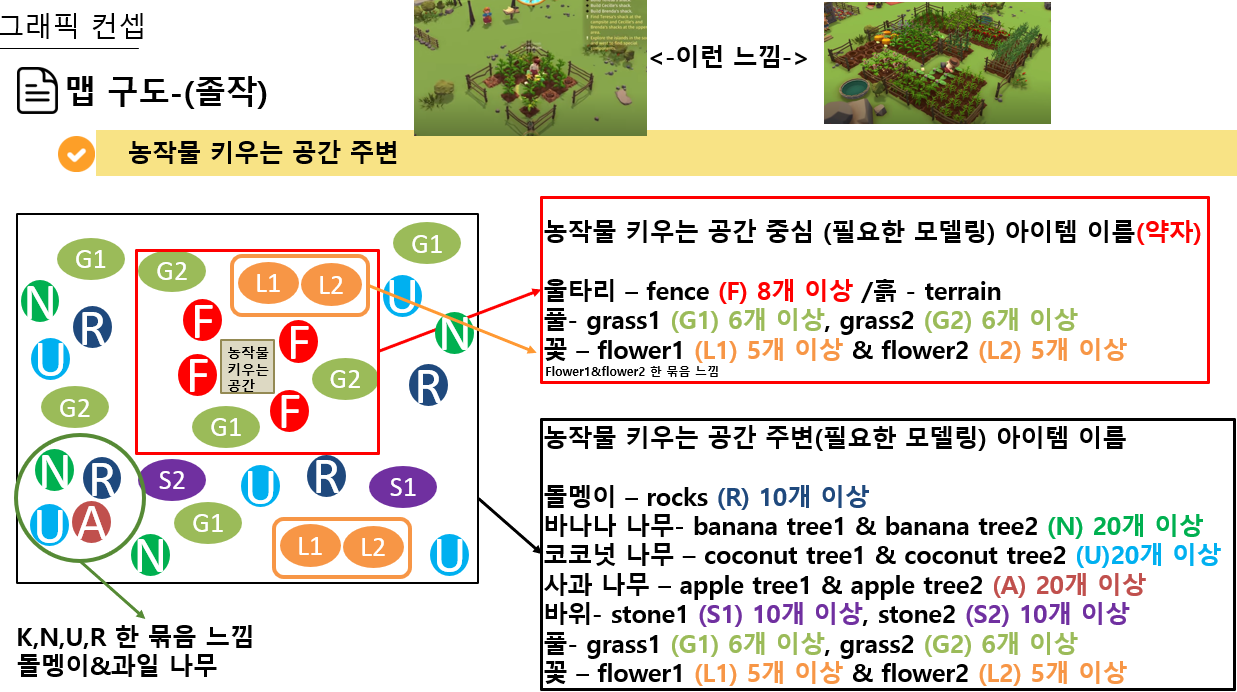 그래픽 컨셉
맵 구도-(졸작)
<-이런 느낌->
농작물 키우는 공간 주변
G1
G1
G2
L1 L2
U
N
R
N
U
R
G2
F
F
F
F
농작물
키우는
공간
G2
G1
N
R
U
A
S2
U
R
S1
G1
N
L1 L2
U
K,N,U,R 한 묶음 느낌
돌멩이&과일 나무
농작물 키우는 공간 중심 (필요한 모델링) 아이템 이름(약자)
울타리 – fence (F) 8개 이상 /흙 - terrain
풀- grass1 (G1) 6개 이상, grass2 (G2) 6개 이상
꽃 – flower1 (L1) 5개 이상 & flower2 (L2) 5개 이상
Flower1&flower2 한 묶음 느낌
농작물 키우는 공간 주변(필요한 모델링) 아이템 이름
돌멩이 – rocks (R) 10개 이상
바나나 나무- banana tree1 & banana tree2 (N) 20개 이상
코코넛 나무 – coconut tree1 & coconut tree2 (U)20개 이상
사과 나무 – apple tree1 & apple tree2 (A) 20개 이상
바위- stone1 (S1) 10개 이상, stone2 (S2) 10개 이상
풀- grass1 (G1) 6개 이상, grass2 (G2) 6개 이상
꽃 – flower1 (L1) 5개 이상 & flower2 (L2) 5개 이상